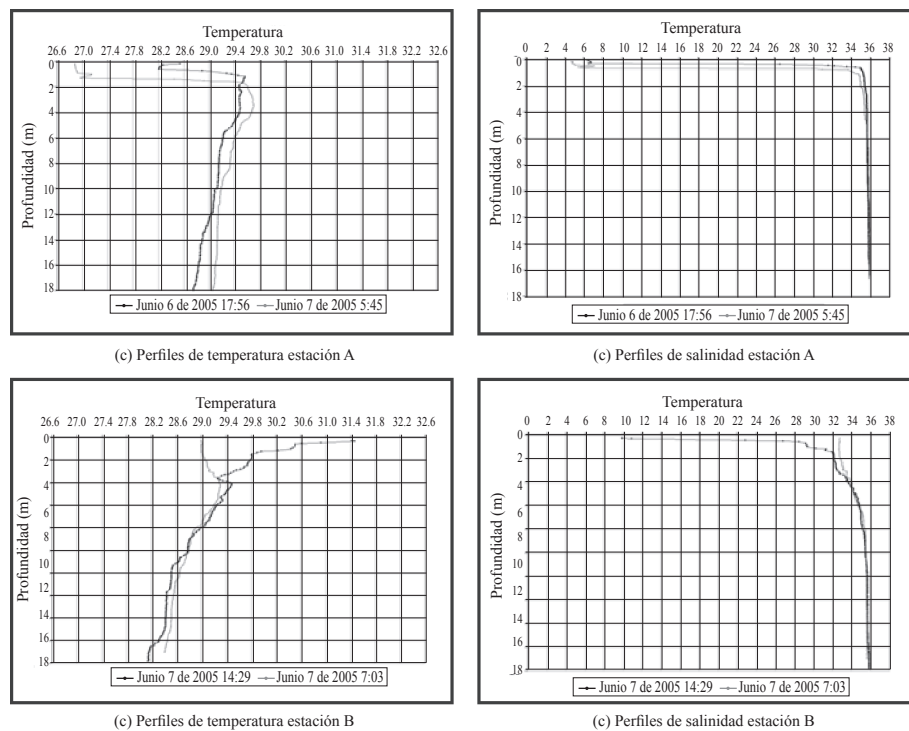 Temperatura
26.6 27.0 27.4 27.8 28.2 28.6 29.0 29.4 29.8 30.2 30.6 31.0 31.4 31.8 32.2 32.6
Profundidad (m)
0
2
4
6
8
10
12
14
16
18
Junio 6 de 2005 17:56 Junio 7 de 2005 5:45
(c) Perfiles de temperatura estación A
Temperatura
0 2 4 6 8 10 12 14 16 18 20 22 24 26 28 30 32 34 36 38
Profundidad (m)
0
2
4
6
8
10
12
14
16
18
Junio 6 de 2005 17:56 Junio 7 de 2005 5:45
(c) Perfiles de salinidad estación A
Temperatura
26.6 27.0 27.4 27.8 28.2 28.6 29.0 29.4 29.8 30.2 30.6 31.0 31.4 31.8 32.2 32.6
Profundidad (m)
0
2
4
6
8
10
12
14
16
18
Junio 7 de 2005 14:29 Junio 7 de 2005 7:03
(c) Perfiles de temperatura estación B
Temperatura
0 2 4 6 8 10 12 14 16 18 20 22 24 26 28 30 32 34 36 38
Profundidad (m)
0
2
4
6
8
10
12
14
16
18
Junio 7 de 2005 14:29 Junio 7 de 2005 7:03
(c) Perfiles de salinidad estación B